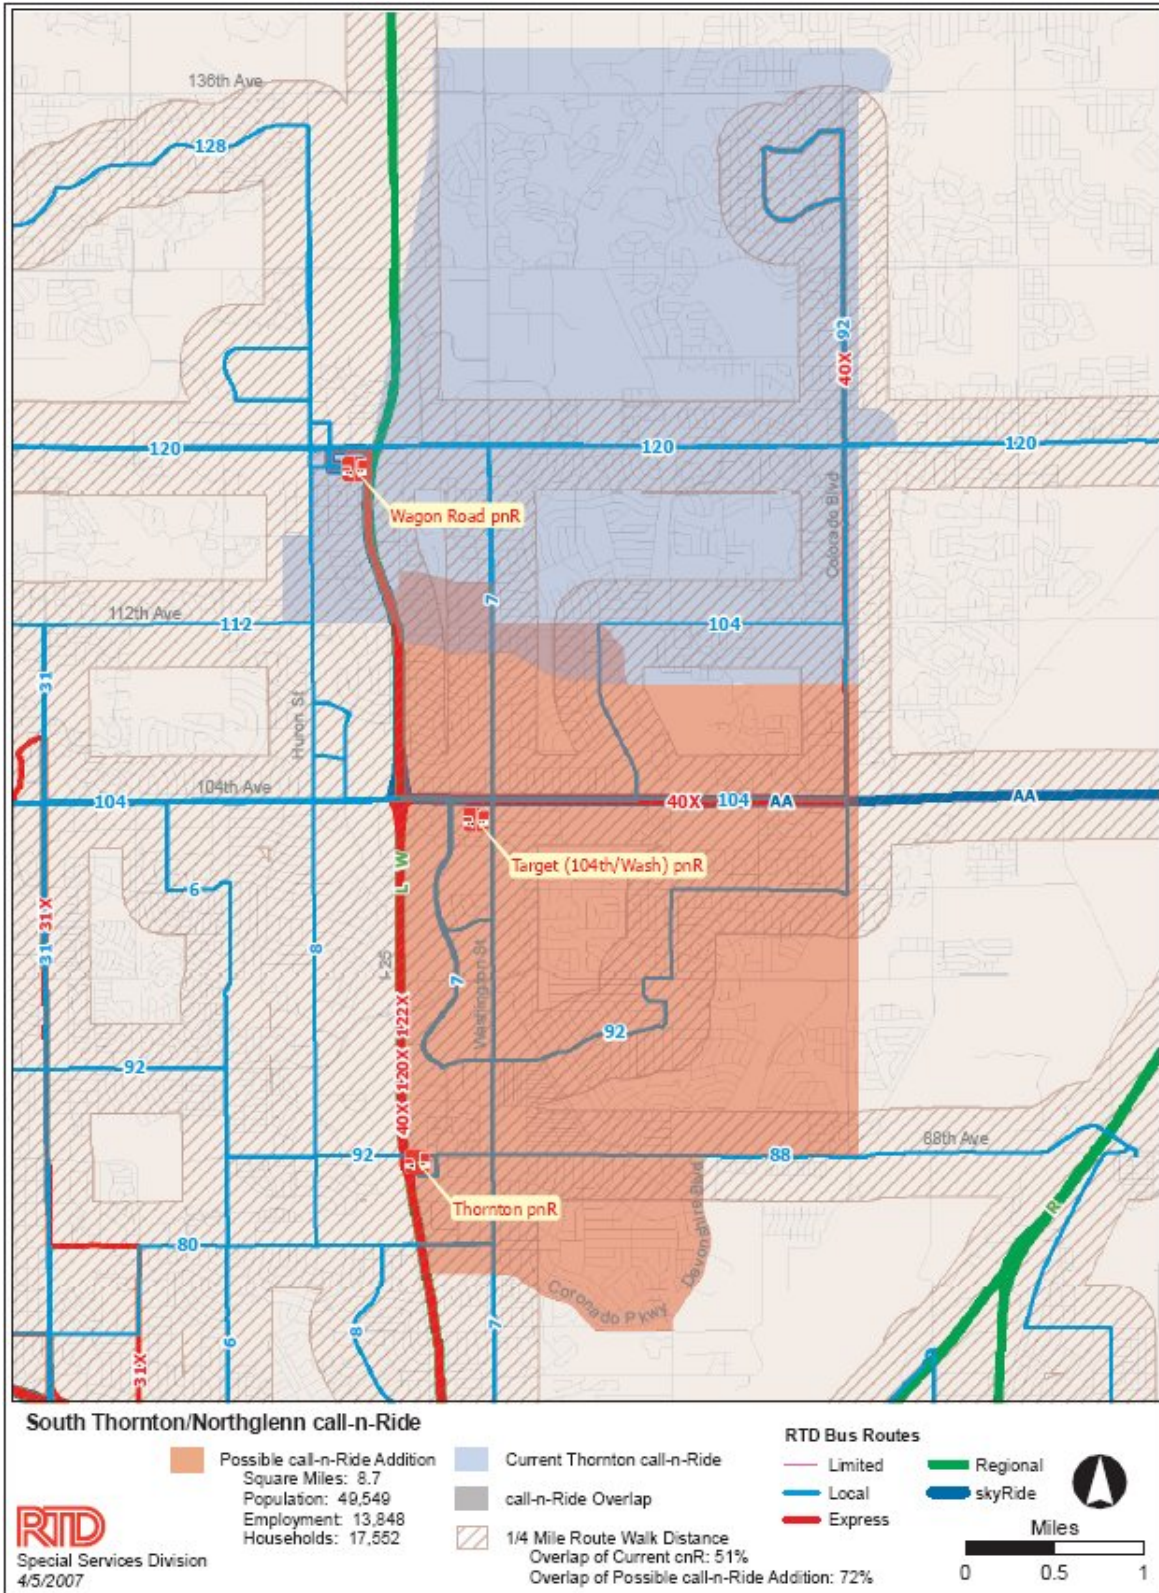 136th Ave
128
40X 92
120
120
120
Wagon Road pnR
Colorado Blvd
7
112th Ave
112
104
31
Huron St
104th Ave
104
40X 104 AA
AA
Target (104th/Wash) pnR
L W
6
31 31X
8
I-25
7
Washington St
92
92
40X 120X 122X
88th Ave
92
88
Thornton pnR
Devonshire Blvd
R
80
Coronado Pkwy
31X
6
8
7
South Thornton/Northglenn call-n-Ride
Possible call-n-Ride Addition
Square Miles: 8.7
Population: 49,549
Employment: 13,848
Households: 17,552
Current Thornton call-n-Ride
call-n-Ride Overlap
1/4 Mile Route Walk Distance
Overlap of Current cnR: 51%
Overlap of Possible call-n-Ride Addition: 72%
RTD Bus Routes
Limited
Local
Express
Regional
skyRide
Miles
0 0.5 1
RTD
Special Services Division
4/5/2007